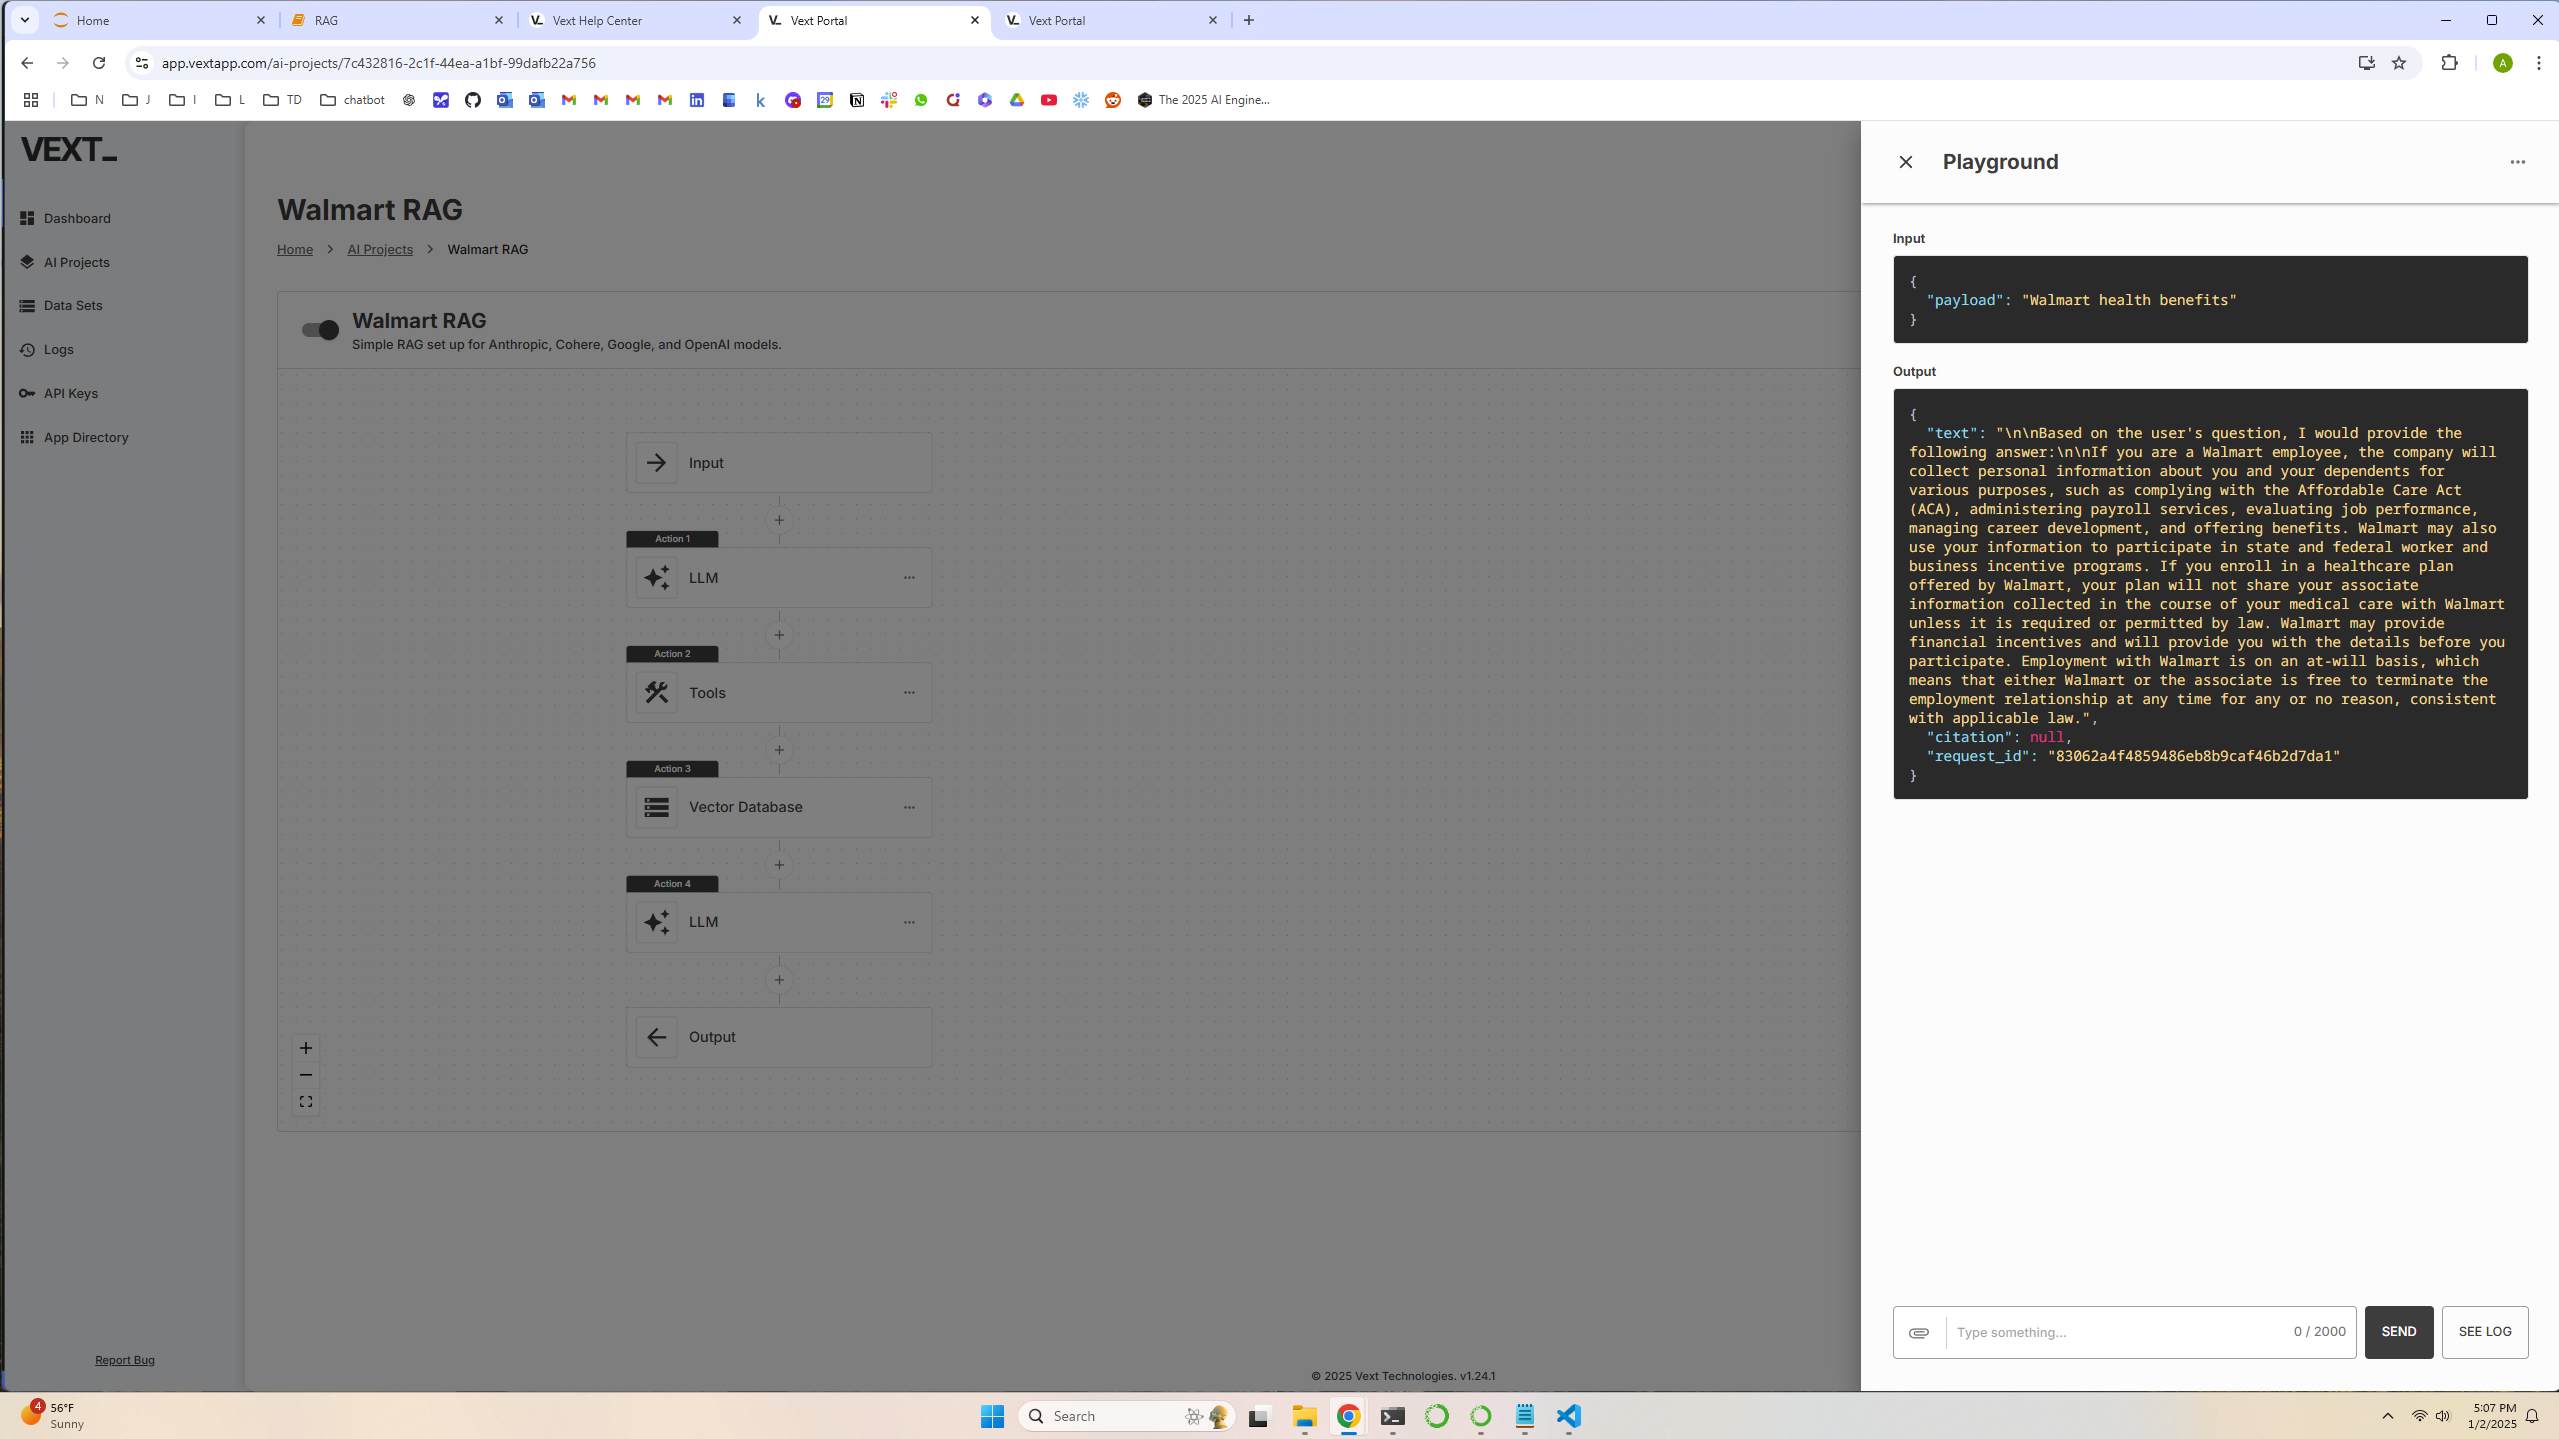 Home
RAG
Vext Help Center
Vext Portal
Vext Portal
app.vextapp.com/ai-projects/7c432816-2c1f-44ea-a1bf-99dafb22a756
A
N
J
I
L
TD
chatbot
The 2025 AI Engine...
VEXT_
Dashboard
AI Projects
Data Sets
Logs
API Keys
App Directory
Report Bug
Walmart RAG
Home > AI Projects > Walmart RAG
Walmart RAG
Simple RAG set up for Anthropic, Cohere, Google, and OpenAI models.
Input
Action 1
LLM
Action 2
Tools
Action 3
Vector Database
Action 4
LLM
Output
© 2025 Vext Technologies. v1.24.1
Playground
Input
{
"payload": "Walmart health benefits"
}
Output
{
"text": "\n\nBased on the user's question, I would provide the
following answer:\n\nIf you are a Walmart employee, the company will
collect personal information about you and your dependents for
various purposes, such as complying with the Affordable Care Act
(ACA), administering payroll services, evaluating job performance,
managing career development, and offering benefits. Walmart may also
use your information to participate in state and federal worker and
business incentive programs. If you enroll in a healthcare plan
offered by Walmart, your plan will not share your associate
information collected in the course of your medical care with Walmart
unless it is required or permitted by law. Walmart may provide
financial incentives and will provide you with the details before you
participate. Employment with Walmart is on an at-will basis, which
means that either Walmart or the associate is free to terminate the
employment relationship at any time for any or no reason, consistent
with applicable law.",
"citation": null,
"request_id": "83062a4f4859486eb8b9caf46b2d7da1"
}
Type something...
0 / 2000
SEND
SEE LOG
4
56°F
Sunny
Search
5:07 PM
1/2/2025